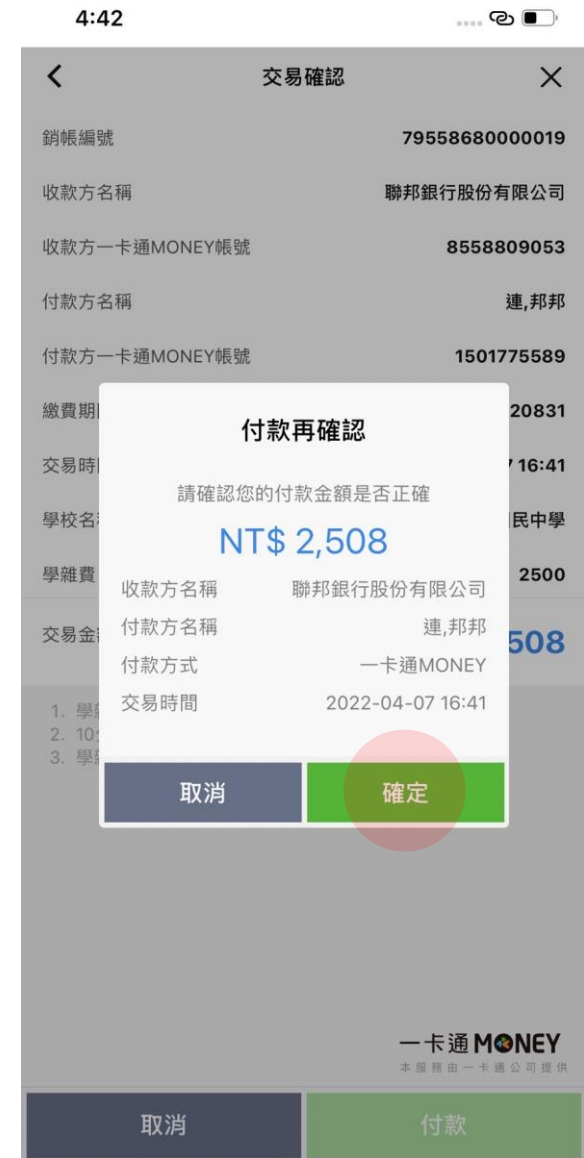 4:42
交易確認
銷帳編號 79558680000019
收款方名稱 聯邦銀行股份有限公司
收款方一卡通MONEY帳號 8558809053
付款方名稱 連,邦邦
付款方一卡通MONEY帳號 1501775589
繳費期 20831
交易時 16:41
學校名 民中學
學雜費 2500
交易金 508
付款再確認
請確認您的付款金額是否正確
NT$ 2,508
收款方名稱 聯邦銀行股份有限公司
付款方名稱 連,邦邦
付款方式 一卡通MONEY
交易時間 2022-04-07 16:41
1. 學
2. 10
3. 學
取消 確定
一卡通 MONEY
本服務由一卡通公司提供
取消 付款